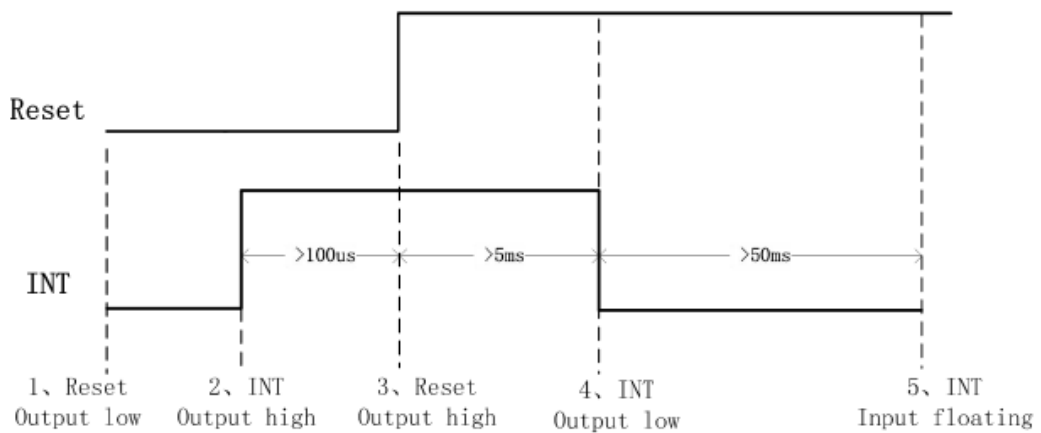 Reset
INT
>100us
>5ms
>50ms
1、Reset
Output low
2、INT
Output high
3、Reset
Output high
4、INT
Output low
5、INT
Input floating